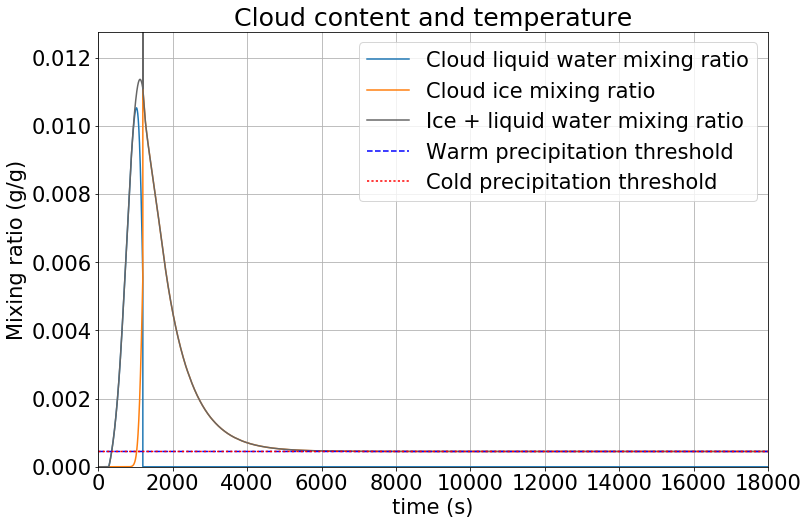 Cloud content and temperature
Cloud liquid water mixing ratio
Cloud ice mixing ratio
Ice + liquid water mixing ratio
Warm precipitation threshold
Cold precipitation threshold
Mixing ratio (g/g)
0.012
0.010
0.008
0.006
0.004
0.002
0.000
0 2000 4000 6000 8000 10000 12000 14000 16000 18000
time (s)